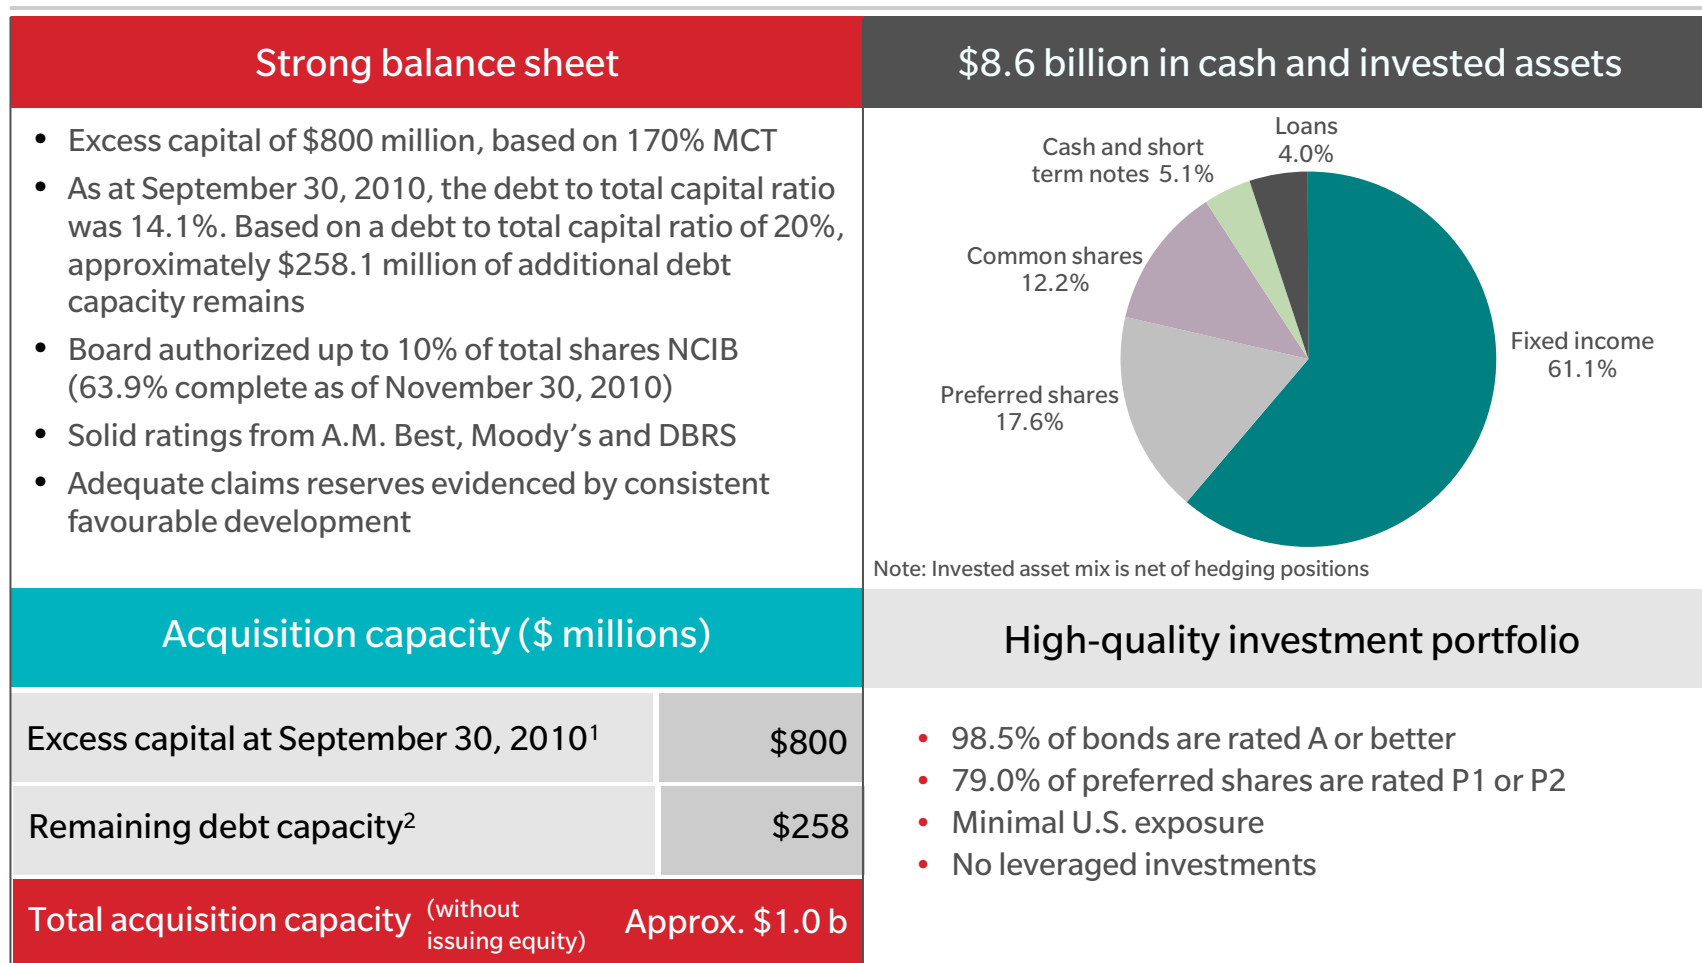 Strong balance sheet
• Excess capital of $800 million, based on 170% MCT
• As at September 30, 2010, the debt to total capital ratio
was 14.1%. Based on a debt to total capital ratio of 20%,
approximately $258.1 million of additional debt
capacity remains
• Board authorized up to 10% of total shares NCIB
(63.9% complete as of November 30, 2010)
• Solid ratings from A.M. Best, Moody’s and DBRS
• Adequate claims reserves evidenced by consistent
favourable development
$8.6 billion in cash and invested assets
Loans
4.0%
Cash and short
term notes 5.1%
Common shares
12.2%
Fixed income
61.1%
Preferred shares
17.6%
Note: Invested asset mix is net of hedging positions
Acquisition capacity ($ millions)
Excess capital at September 30, 2010¹ $800
Remaining debt capacity² $258
Total acquisition capacity (without
issuing equity) Approx. $1.0 b
High-quality investment portfolio
• 98.5% of bonds are rated A or better
• 79.0% of preferred shares are rated P1 or P2
• Minimal U.S. exposure
• No leveraged investments